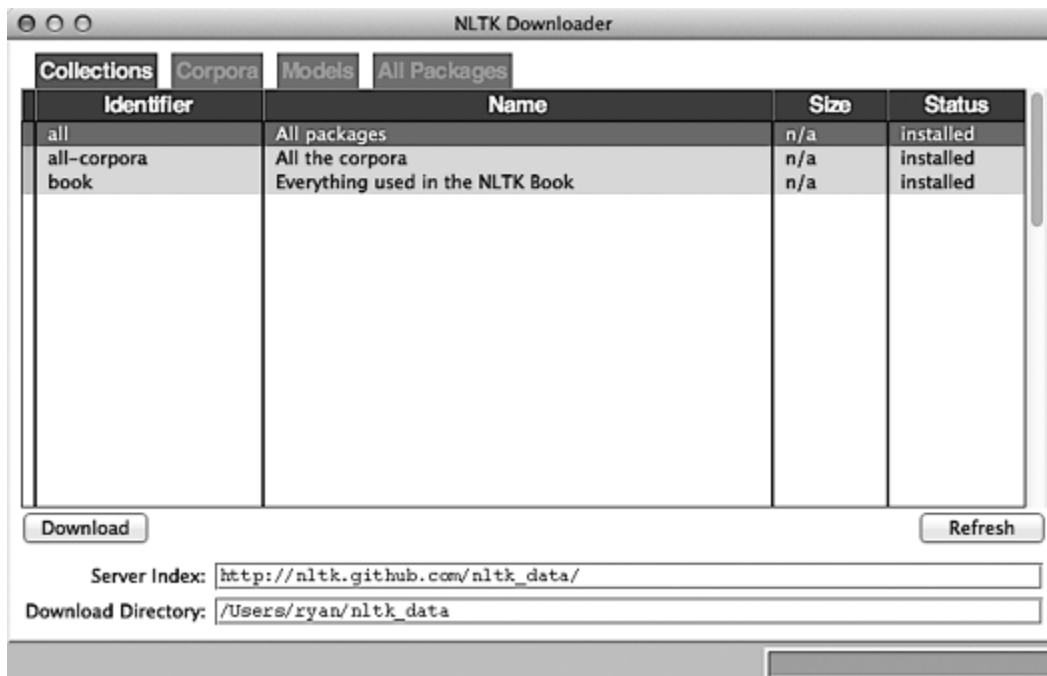 NLTK Downloader
Collections Corpora Models All Packages
Identifier Name Size Status
all All packages n/a installed
all-corpora All the corpora n/a installed
book Everything used in the NLTK Book n/a installed
Download Refresh
Server Index: http://nltk.github.com/nltk_data/
Download Directory: /Users/ryan/nltk_data